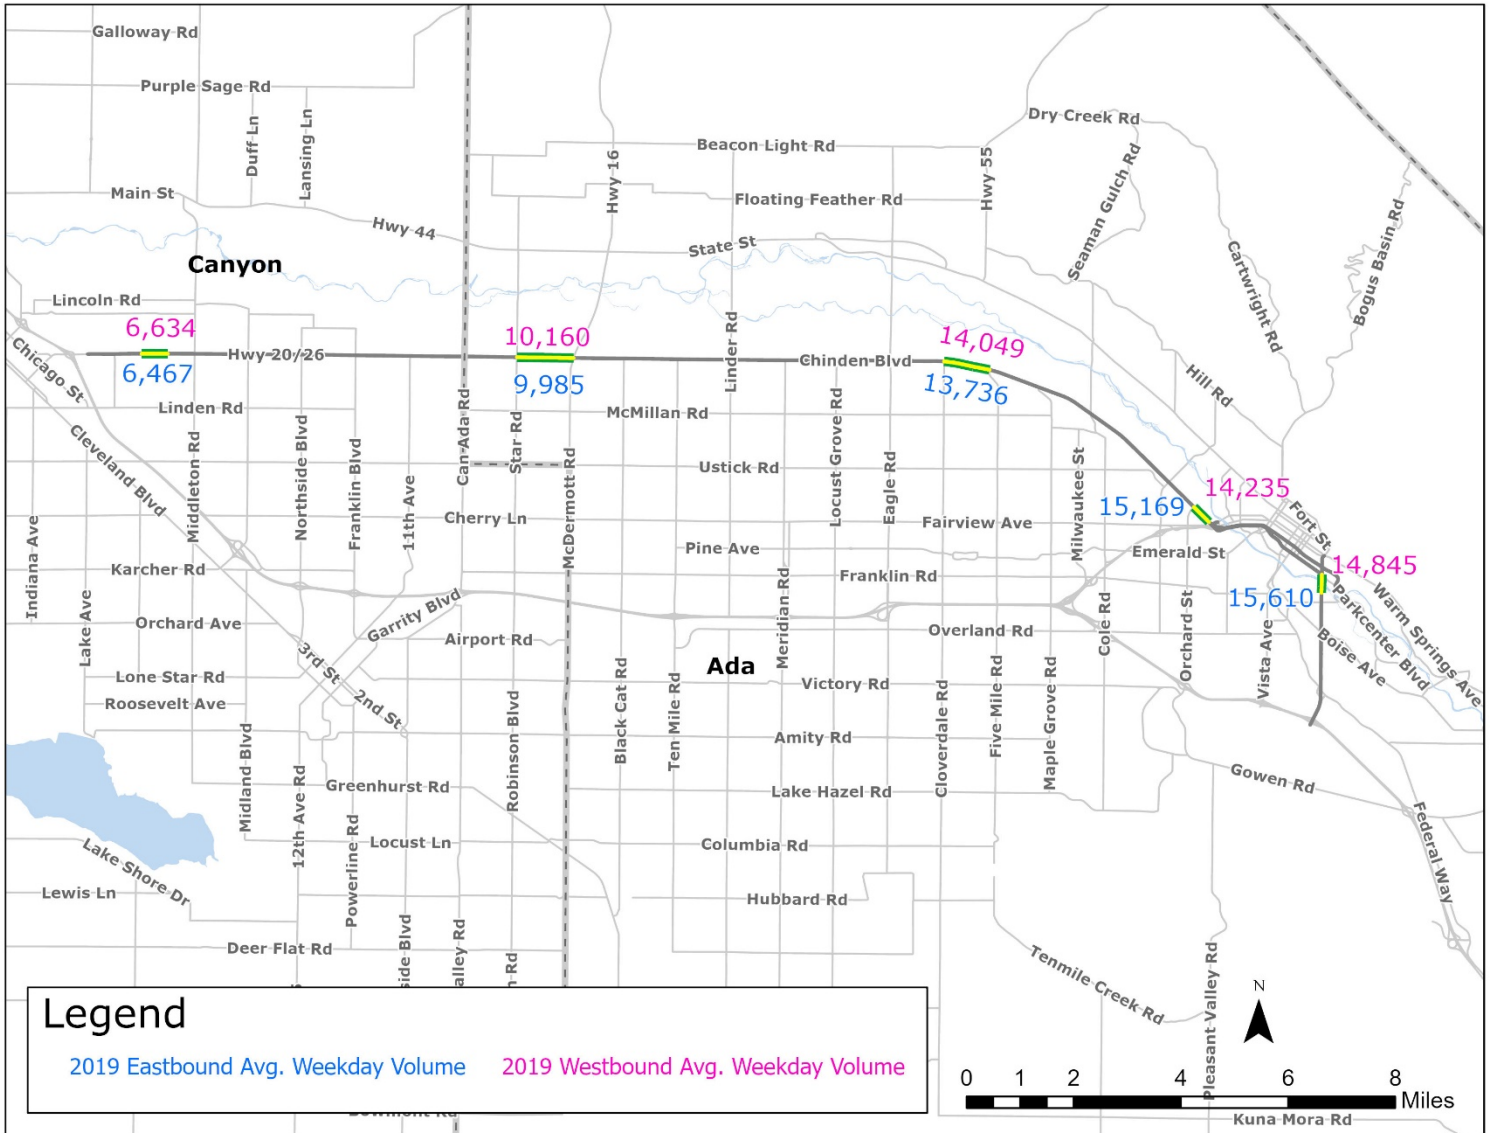 Galloway Rd
Purple Sage Rd
Dry Creek Rd
Duff Ln
Lansing Ln
Hwy 16
Beacon Light Rd
Hwy 55
Seaman Gulch Rd
Main St
Floating Feather Rd
Hwy 44
State St
Cartwright Rd
Bogus Basin Rd
Canyon
Lincoln Rd
6,634
Hwy 20/26
6,467
10,160
9,985
Linder Rd
Chinden Blvd
14,049
13,736
Hill Rd
Chicago St
Linden Rd
McMillan Rd
Can-Ada Rd
Star Rd
Locust Grove Rd
Cleveland Blvd
Middleton Rd
Northside Blvd
Franklin Blvd
11th Ave
McDermott Rd
Ustick Rd
Eagle Rd
Milwaukee St
15,169
14,235
Fort St
Cherry Ln
Fairview Ave
Indiana Ave
Pine Ave
Emerald St
Karcher Rd
Franklin Rd
14,845
15,610
Warm Springs Ave
Parkcenter Blvd
Boise Ave
Lake Ave
Orchard Ave
Garrity Blvd
Airport Rd
Meridian Rd
Overland Rd
Cole Rd
Orchard St
Vista Ave
3rd St
Ada
Lone Star Rd
2nd St
Black Cat Rd
Ten Mile Rd
Victory Rd
Cloverdale Rd
Five Mile Rd
Maple Grove Rd
Roosevelt Ave
Midland Blvd
12th Ave Rd
Robinson Blvd
Amity Rd
Greenhurst Rd
Lake Hazel Rd
Gowen Rd
Powerline Rd
Locust Ln
Columbia Rd
Federal Way
Lake Shore Dr
Lewis Ln
Hubbard Rd
Deer Flat Rd
side Blvd
alley Rd
n Rd
Tenmile Creek Rd
Pleasant Valley Rd
Legend
2019 Eastbound Avg. Weekday Volume 2019 Westbound Avg. Weekday Volume
N
0 1 2 4 6 8
Miles
Kuna Mora Rd